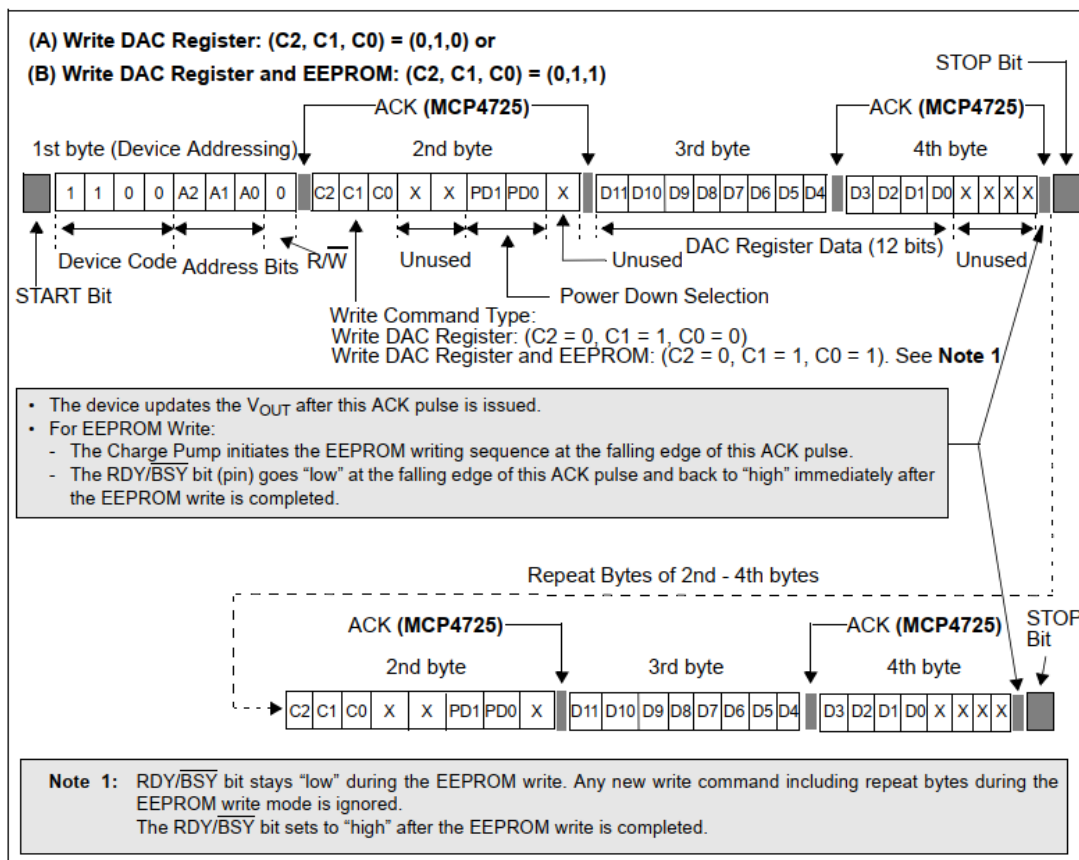 (A) Write DAC Register: (C2, C1, C0) = (0,1,0) or
(B) Write DAC Register and EEPROM: (C2, C1, C0) = (0,1,1)
STOP Bit
ACK (MCP4725) ACK (MCP4725)
1st byte (Device Addressing) 2nd byte 3rd byte 4th byte
1 1 0 0 A2 A1 A0 0 C2 C1 C0 X X PD1 PD0 X D11 D10 D9 D8 D7 D6 D5 D4 D3 D2 D1 D0 X X X X
Device Code Address Bits R/W̅ Unused Unused DAC Register Data (12 bits) Unused
START Bit Power Down Selection
Write Command Type:
Write DAC Register: (C2 = 0, C1 = 1, C0 = 0)
Write DAC Register and EEPROM: (C2 = 0, C1 = 1, C0 = 1). See Note 1
• The device updates the VOUT after this ACK pulse is issued.
• For EEPROM Write:
- The Charge Pump initiates the EEPROM writing sequence at the falling edge of this ACK pulse.
- The RDY/B̅S̅Y̅ bit (pin) goes “low” at the falling edge of this ACK pulse and back to “high” immediately after
the EEPROM write is completed.
Repeat Bytes of 2nd - 4th bytes
ACK (MCP4725) ACK (MCP4725) STOP
Bit
2nd byte 3rd byte 4th byte
C2 C1 C0 X X PD1 PD0 X D11 D10 D9 D8 D7 D6 D5 D4 D3 D2 D1 D0 X X X X
Note 1: RDY/B̅S̅Y̅ bit stays “low” during the EEPROM write. Any new write command including repeat bytes during the
EEPROM write mode is ignored.
The RDY/B̅S̅Y̅ bit sets to “high” after the EEPROM write is completed.